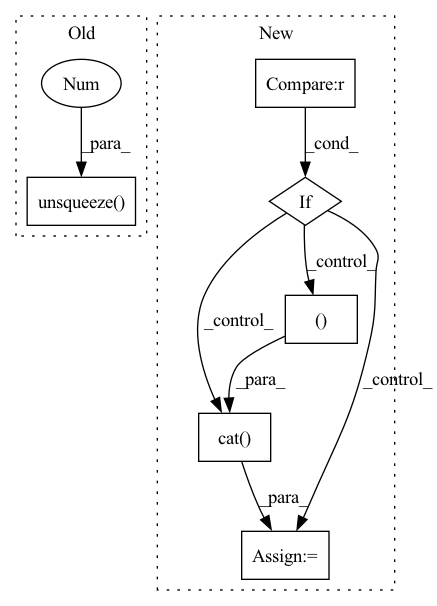 Old
New
Num
Compare:r
_para_
_cond_
unsqueeze()
If
_control_
()
_control_
_para_
_control_
cat()
_para_
Assign:=